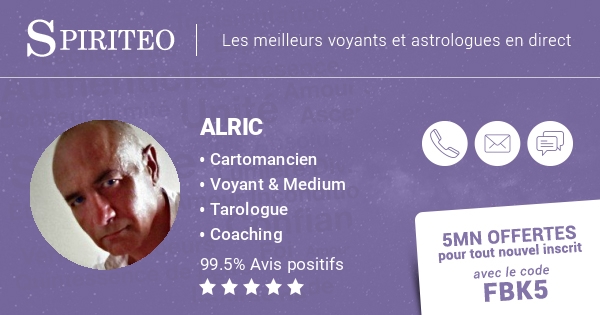 SPIRITEO
Les meilleurs voyants et astrologues en direct
ALRIC
• Cartomancien
• Voyant & Medium
• Tarologue
• Coaching
99.5% Avis positifs
5MN OFFERTES
pour tout nouvel inscrit
avec le code
FBK5